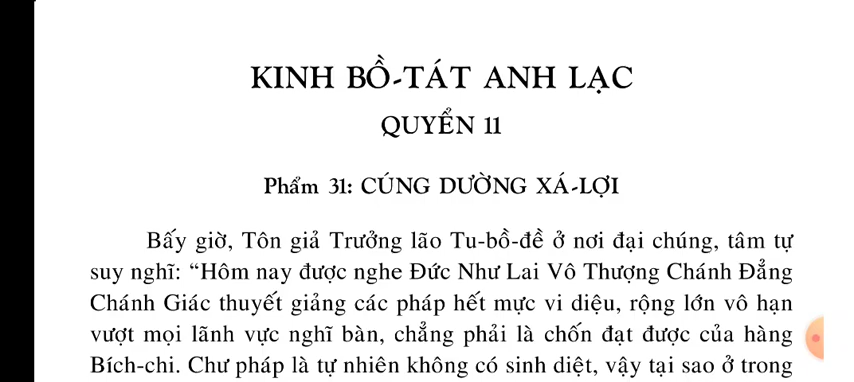 KINH BỒ-TÁT ANH LẠC
QUYỂN 11
Phẩm 31: CÚNG DƯỜNG XÁ-LỢI
Bấy giờ, Tôn giả Trưởng lão Tu-bồ-đề ở nơi đại chúng, tâm tự
suy nghĩ: “Hôm nay được nghe Đức Như Lai Vô Thượng Chánh Đẳng
Chánh Giác thuyết giảng các pháp hết mực vi diệu, rộng lớn vô hạn
vượt mọi lãnh vực nghĩ bàn, chẳng phải là chốn đạt được của hàng
Bích-chi. Chư pháp là tự nhiên không có sinh diệt, vậy tại sao ở trong